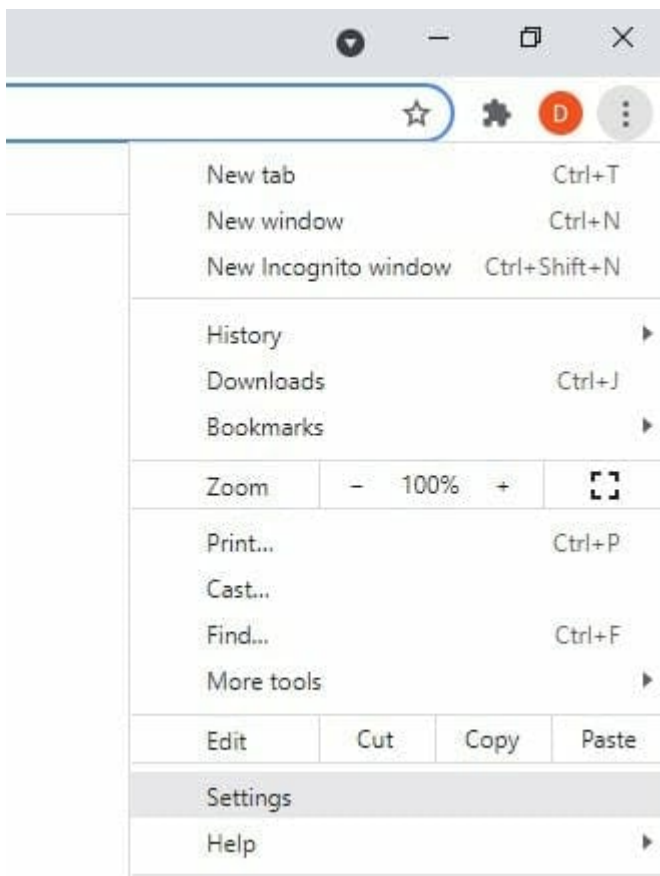 D
New tab Ctrl+T
New window Ctrl+N
New Incognito window Ctrl+Shift+N
History
Downloads Ctrl+J
Bookmarks
Zoom - 100% +
Print... Ctrl+P
Cast...
Find... Ctrl+F
More tools
Edit Cut Copy Paste
Settings
Help